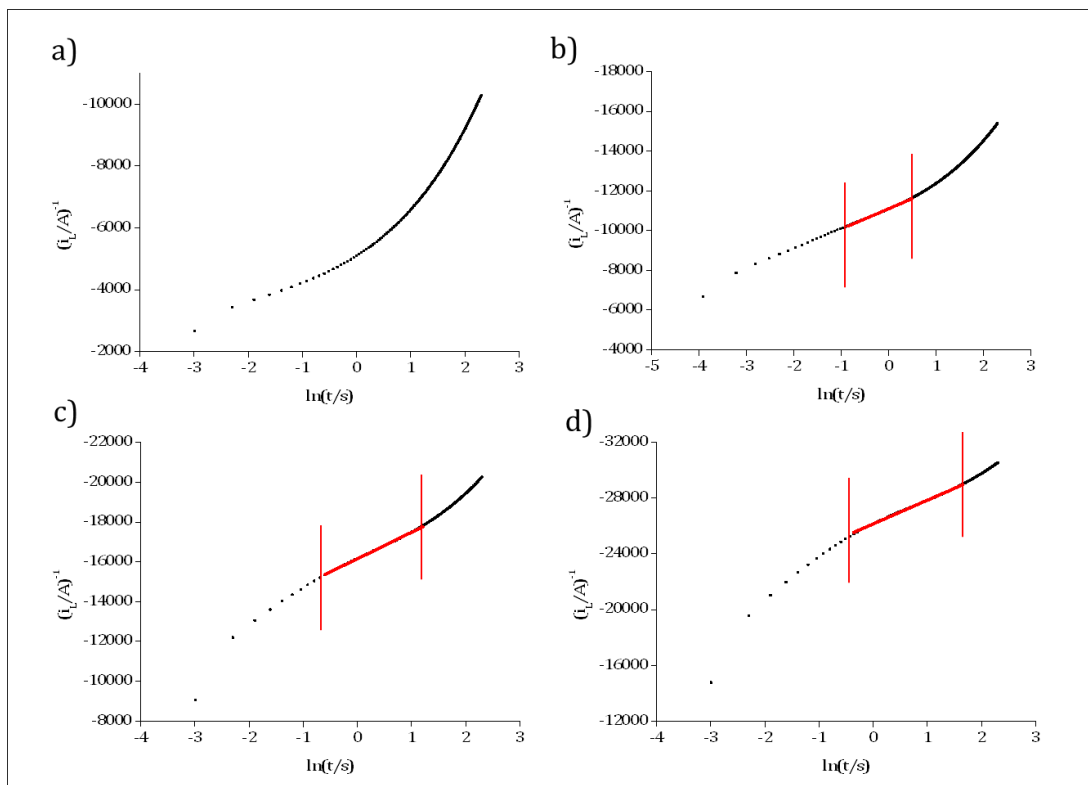 a)
-10000
-8000
-6000
-4000
-2000
(i_L/A)⁻¹
-4 -3 -2 -1 0 1 2 3
ln(t/s)
b)
-18000
-16000
-14000
-12000
-10000
-8000
-6000
-4000
(i_L/A)⁻¹
-5 -4 -3 -2 -1 0 1 2 3
ln(t/s)
c)
-22000
-20000
-18000
-16000
-14000
-12000
-10000
-8000
(i_L/A)⁻¹
-4 -3 -2 -1 0 1 2 3
ln(t/s)
d)
-32000
-28000
-24000
-20000
-16000
-12000
(i_L/A)⁻¹
-4 -3 -2 -1 0 1 2 3
ln(t/s)